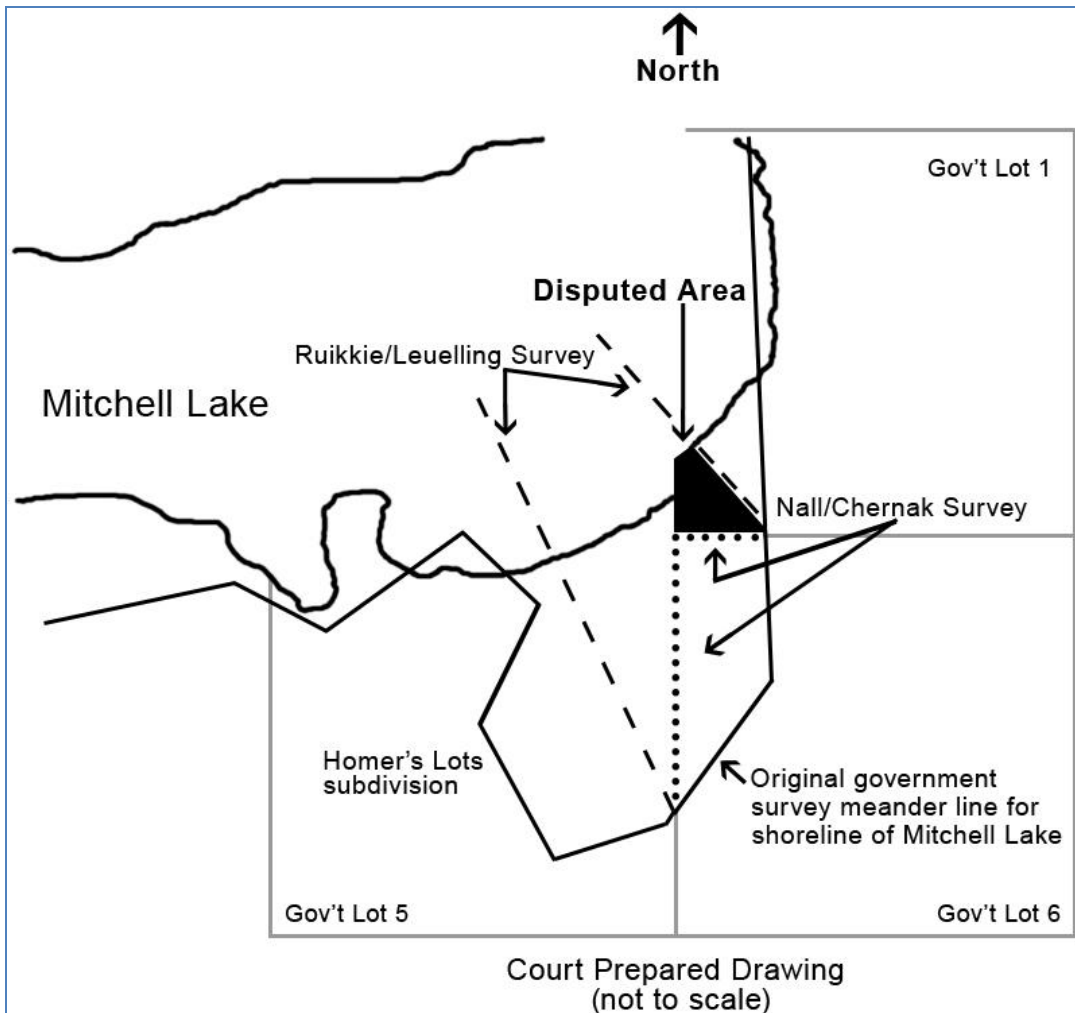 North
Gov't Lot 1
Disputed Area
Ruikkie/Leuelling Survey
Mitchell Lake
Nall/Chernak Survey
Homer's Lots
subdivision
Original government
survey meander line for
shoreline of Mitchell Lake
Gov't Lot 5
Gov't Lot 6
Court Prepared Drawing
(not to scale)